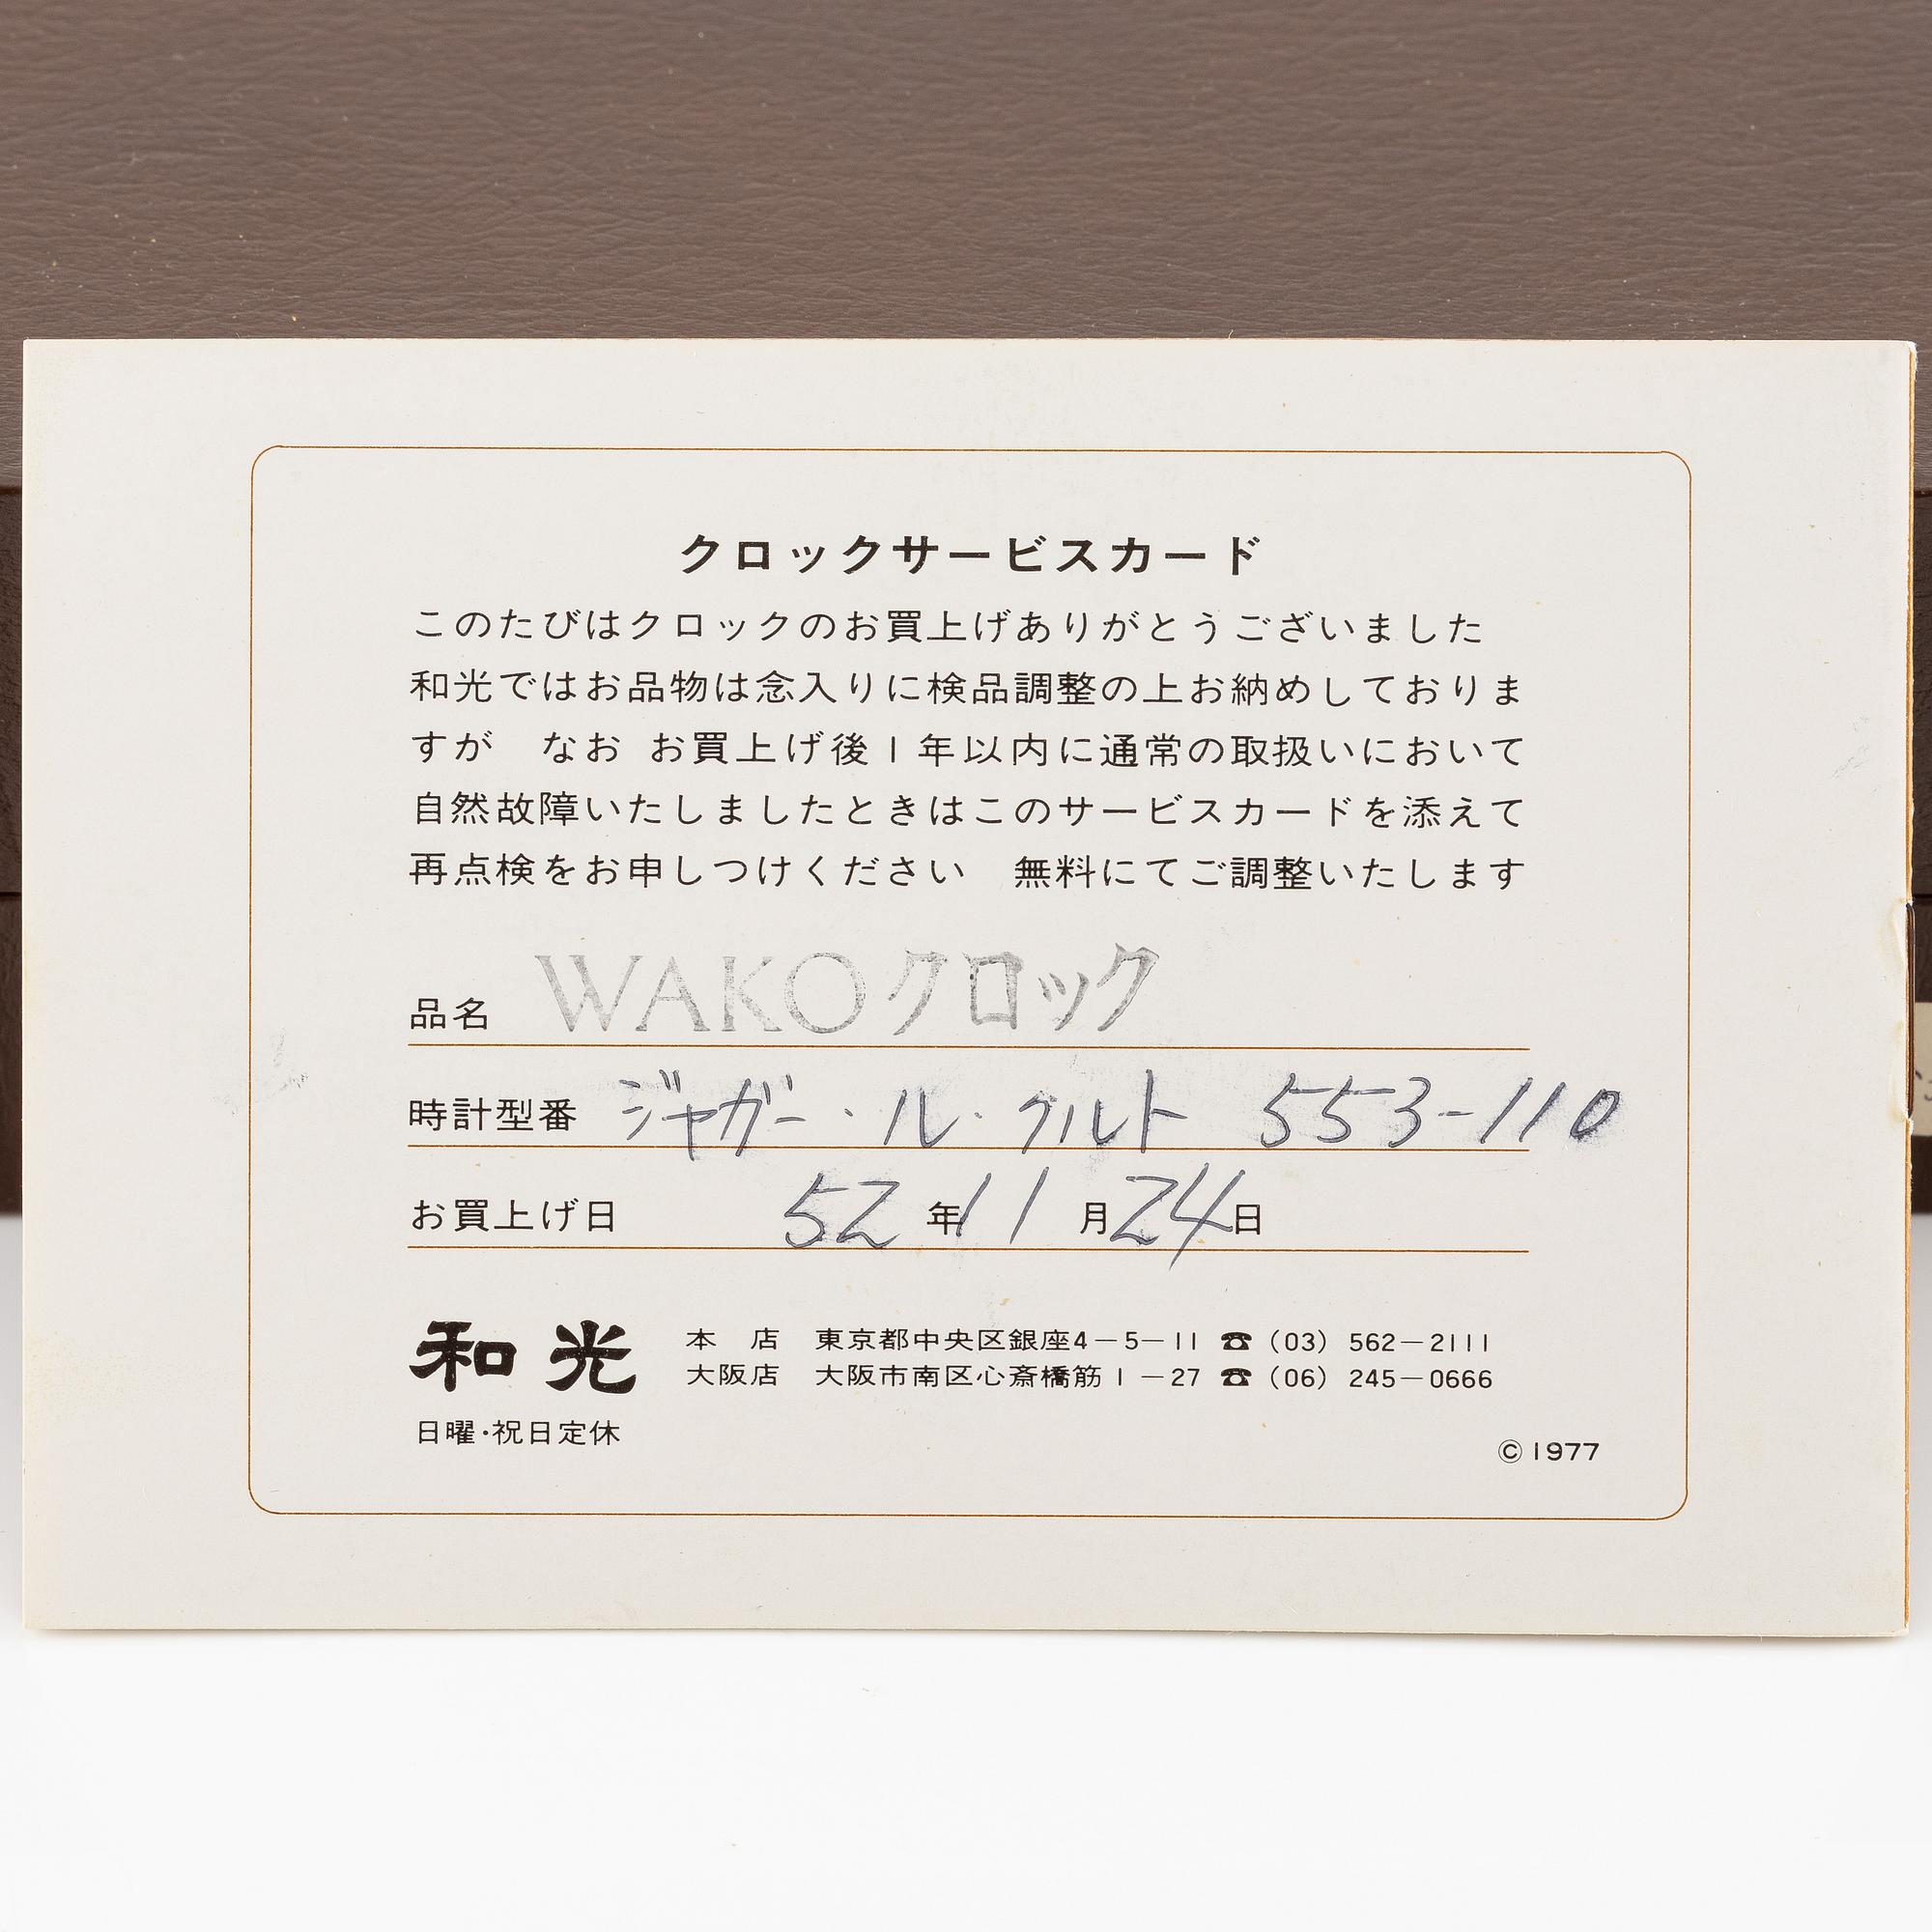 クロックサービスカード
このたびはクロックのお買上げありがとうございました
和光ではお品物は念入りに検品調整の上お納めしておりま
すが　なお お買上げ後1年以内に通常の取扱いにおいて
自然故障いたしましたときはこのサービスカードを添えて
再点検をお申しつけください　無料にてご調整いたします
品名 WAKOクロック
時計型番 ジャガー・ル・クルト 553-110
お買上げ日 52年11月24日
和光 本　店　東京都中央区銀座4－5－11 ☎（03）562－2111
大阪店　大阪市南区心斎橋筋1－27 ☎（06）245－0666
日曜・祝日定休
©1977